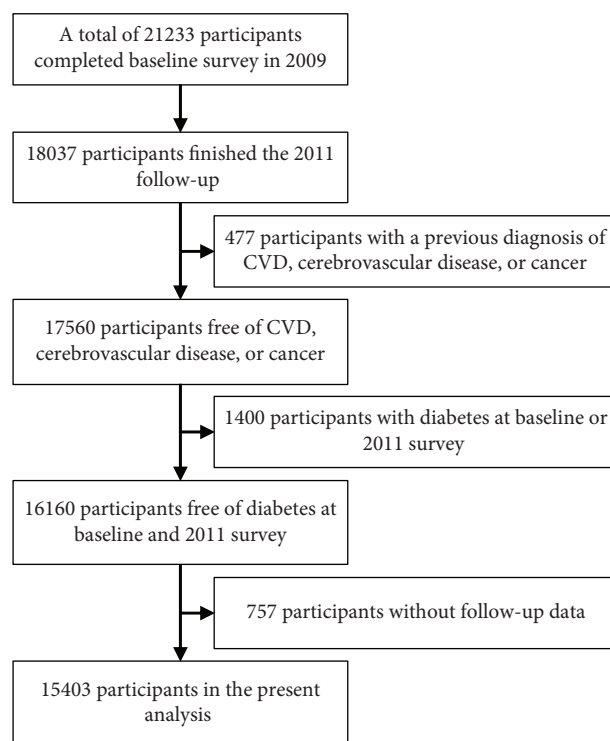 A total of 21233 participants
completed baseline survey in 2009
18037 participants finished the 2011
follow-up
477 participants with a previous diagnosis of
CVD, cerebrovascular disease, or cancer
17560 participants free of CVD,
cerebrovascular disease, or cancer
1400 participants with diabetes at baseline or
2011 survey
16160 participants free of diabetes at
baseline and 2011 survey
757 participants without follow-up data
15403 participants in the present
analysis